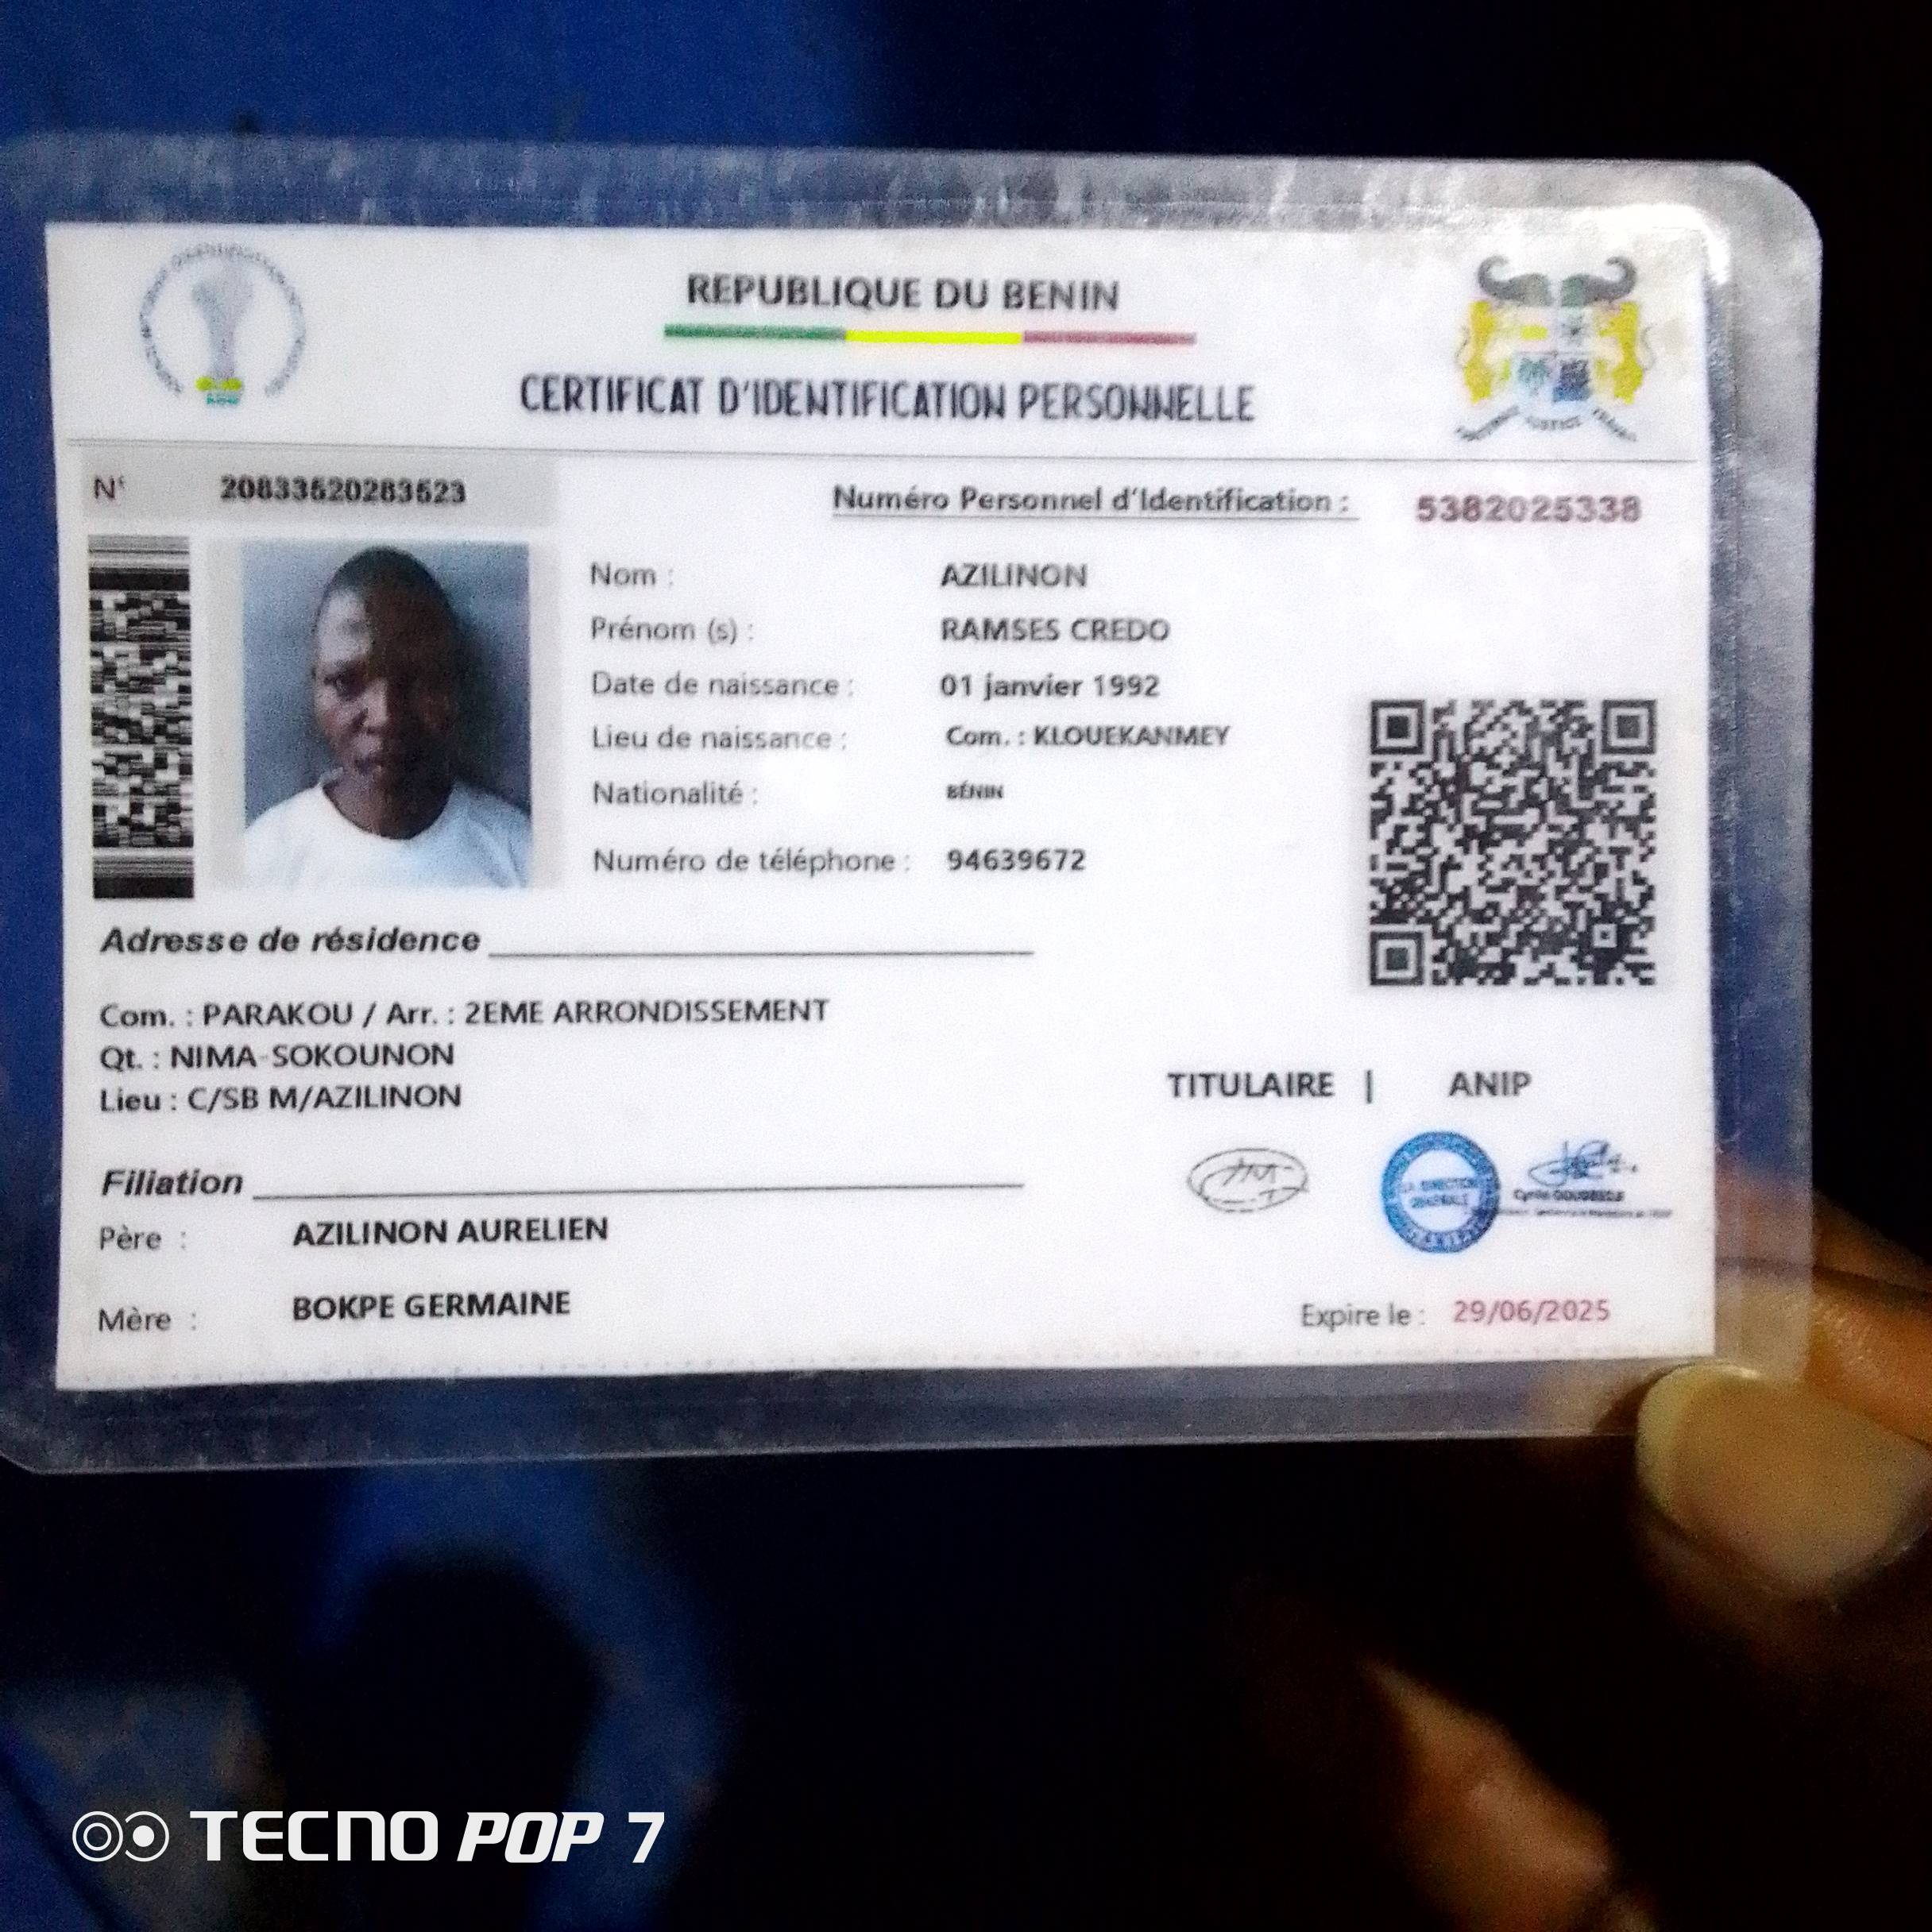 REPUBLIQUE DU BENIN
CERTIFICAT D'IDENTIFICATION PERSONNELLE
N° 20833620283623
Numéro Personnel d'Identification : 5382025338
Nom : AZILINON
Prénom (s) : RAMSES CREDO
Date de naissance : 01 janvier 1992
Lieu de naissance : Com. : KLOUEKANMEY
Nationalité : BÉNIN
Numéro de téléphone : 94639672
Adresse de résidence
Com. : PARAKOU / Arr. : 2EME ARRONDISSEMENT
Qt. : NIMA-SOKOUNON
Lieu : C/SB M/AZILINON
TITULAIRE | ANIP
LA DIRECTION
GENERALE
Filiation
Père : AZILINON AURELIEN
Mère : BOKPE GERMAINE
Expire le : 29/06/2025
TECNO POP 7